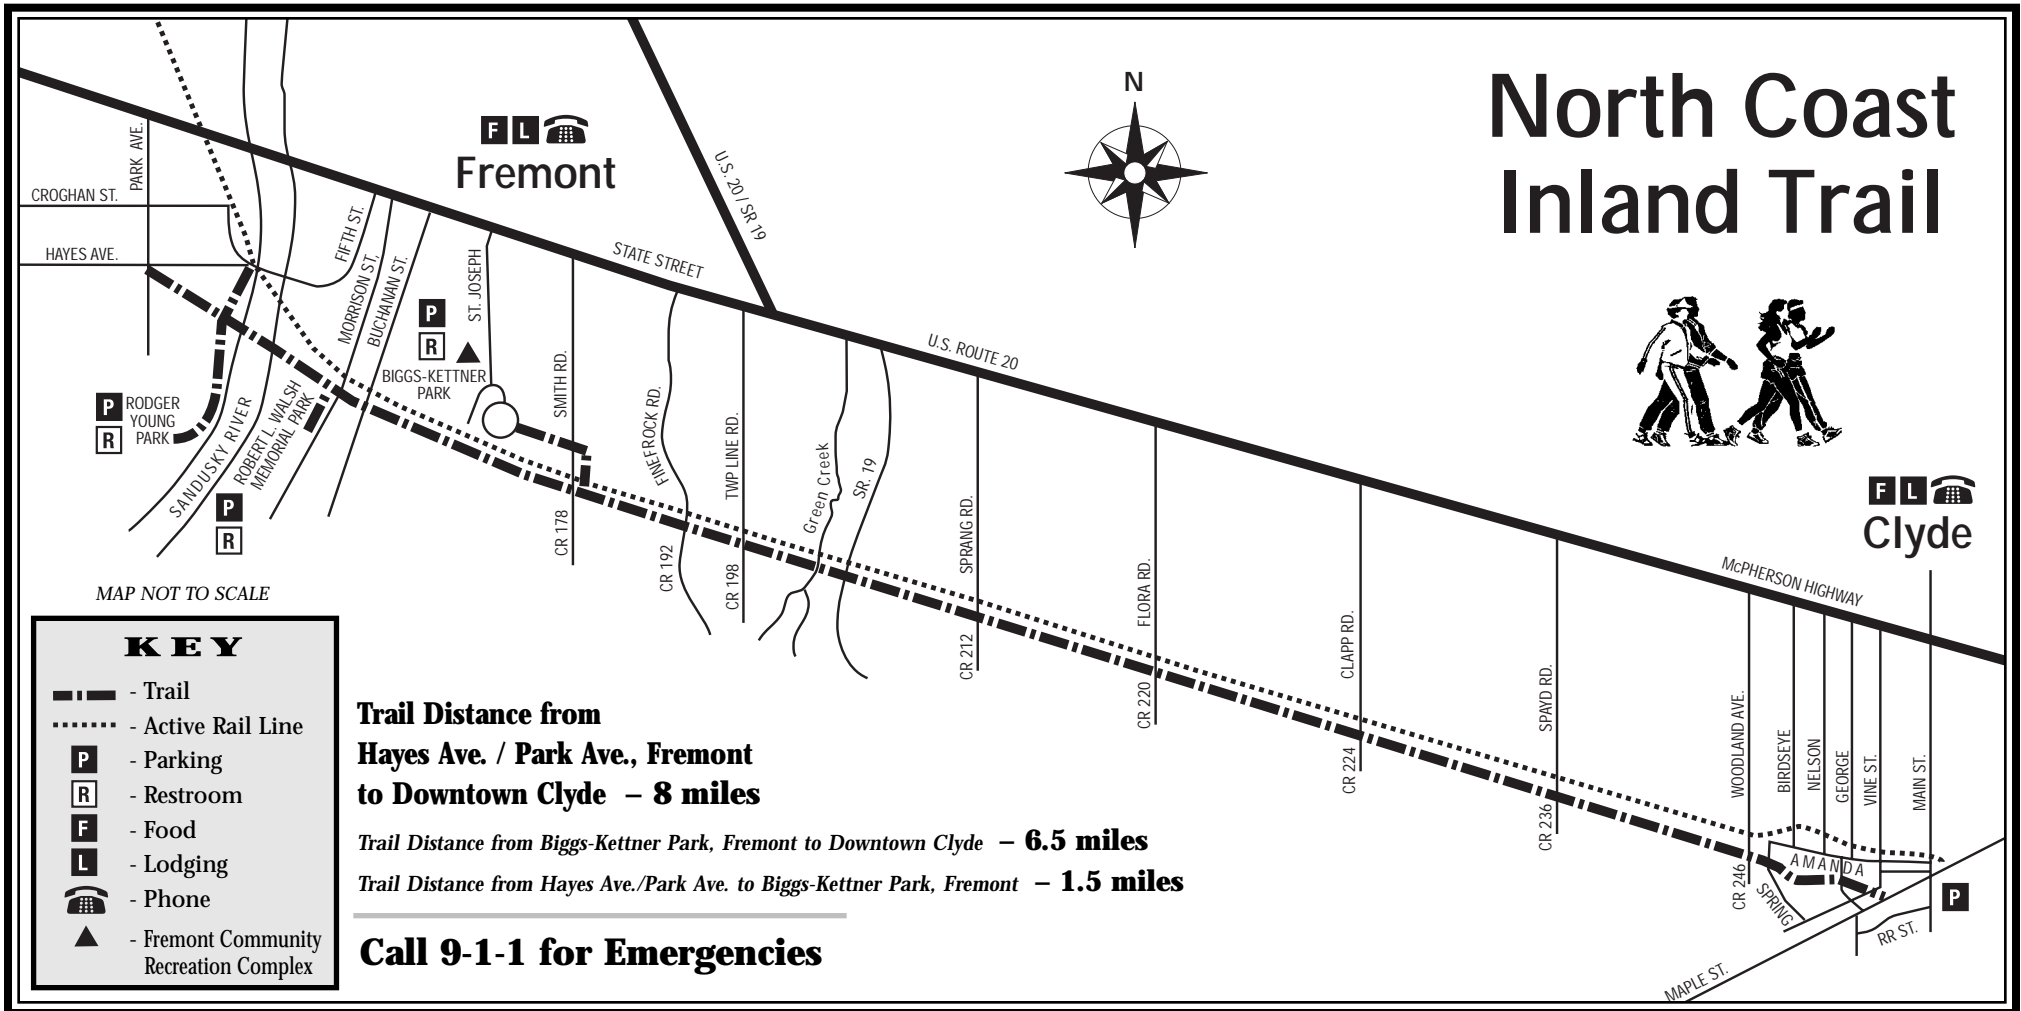 North Coast
Inland Trail
N
F L
Fremont
U.S. 20 / SR 19
STATE STREET
U.S. ROUTE 20
McPHERSON HIGHWAY
F L
Clyde
PARK AVE.
CROGHAN ST.
HAYES AVE.
FIFTH ST.
MORRISON ST.
BUCHANAN ST.
ST. JOSEPH
P
R
BIGGS-KETTNER
PARK
SMITH RD.
CR 178
FINEFROCK RD.
CR 192
TWP LINE RD.
CR 198
Green Creek
SR. 19
SPRANG RD.
CR 212
FLORA RD.
CR 220
CLAPP RD.
CR 224
SPAYD RD.
CR 236
WOODLAND AVE.
CR 246
BIRDSEYE
NELSON
GEORGE
VINE ST.
MAIN ST.
AMANDA
SPRING
P
RR ST.
MAPLE ST.
P
R
RODGER
YOUNG
PARK
SANDUSKY RIVER
ROBERT L. WALSH
MEMORIAL PARK
P
R
MAP NOT TO SCALE
KEY
- Trail
- Active Rail Line
P - Parking
R - Restroom
F - Food
L - Lodging
- Phone
- Fremont Community
Recreation Complex
Trail Distance from
Hayes Ave. / Park Ave., Fremont
to Downtown Clyde – 8 miles
Trail Distance from Biggs-Kettner Park, Fremont to Downtown Clyde – 6.5 miles
Trail Distance from Hayes Ave./Park Ave. to Biggs-Kettner Park, Fremont – 1.5 miles
Call 9-1-1 for Emergencies